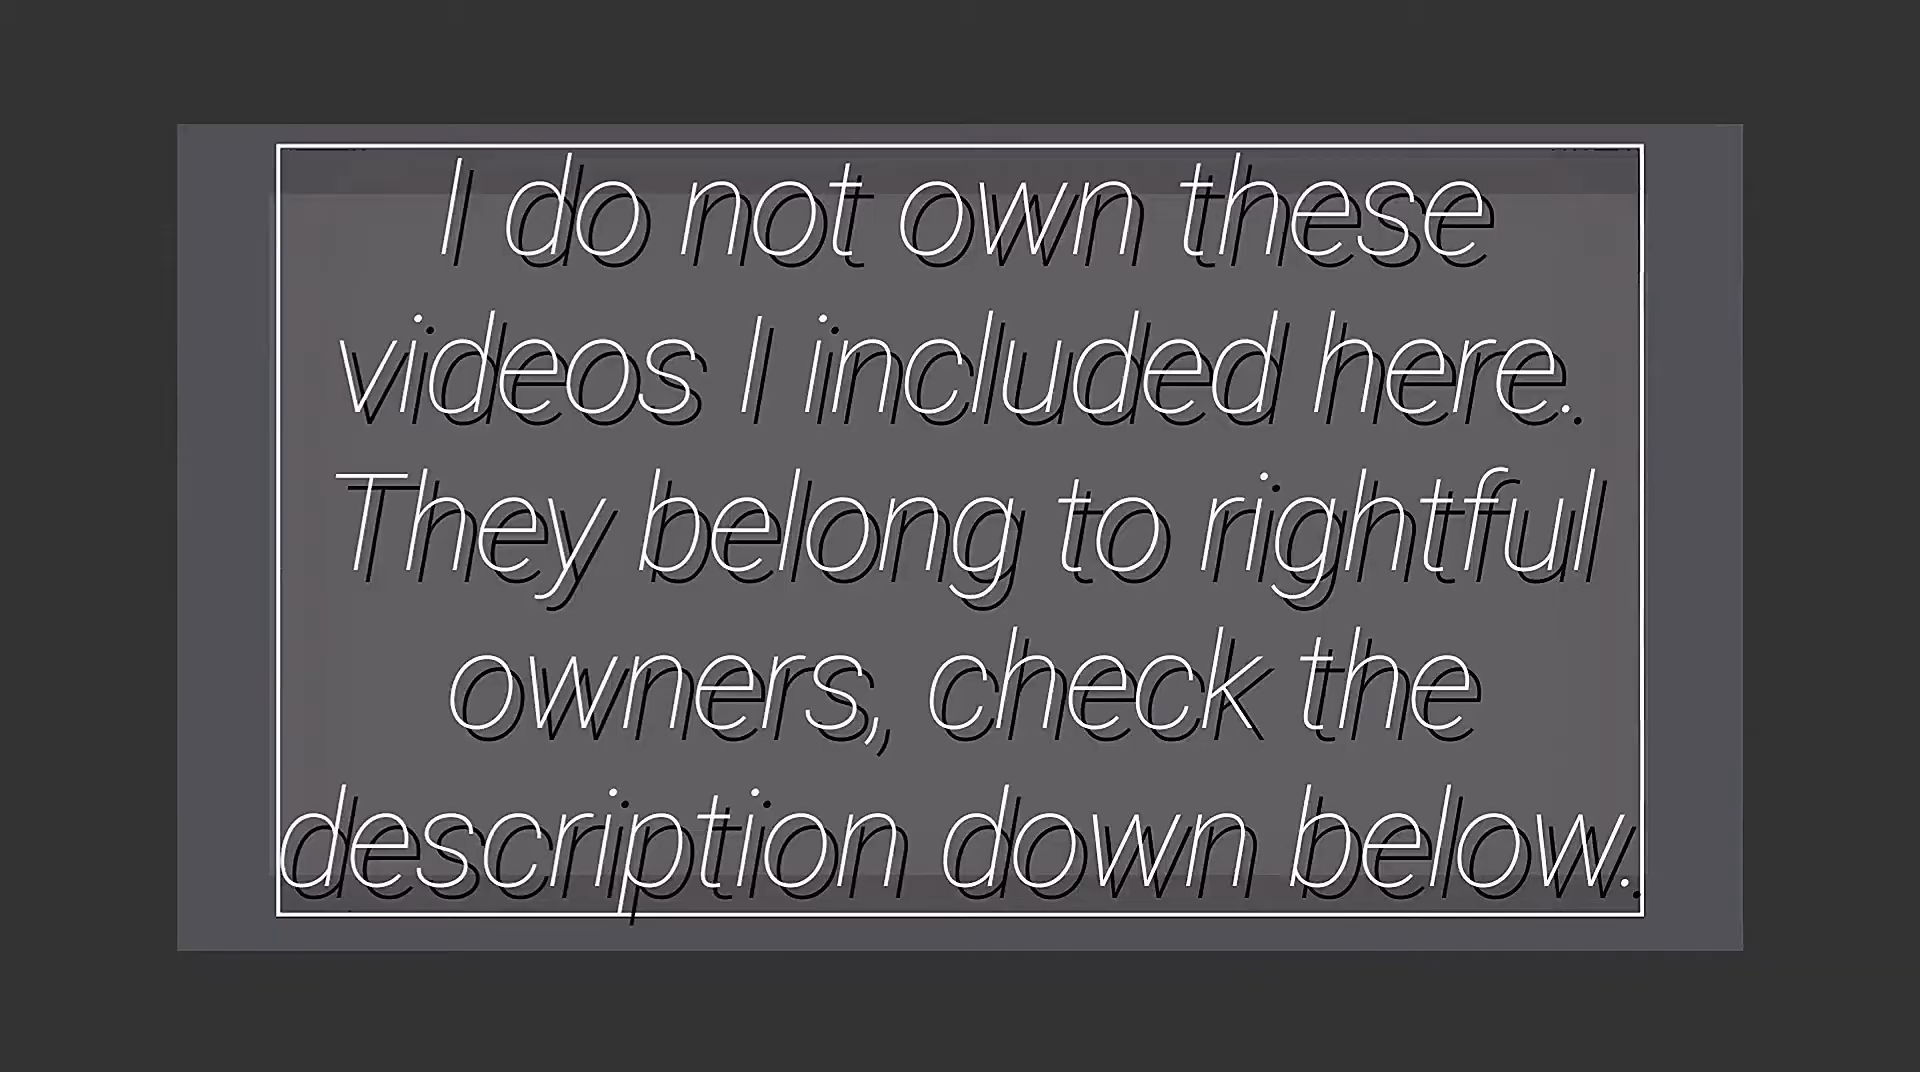 I do not own these
videos I included here.
They belong to rightful
owners, check the
description down below.